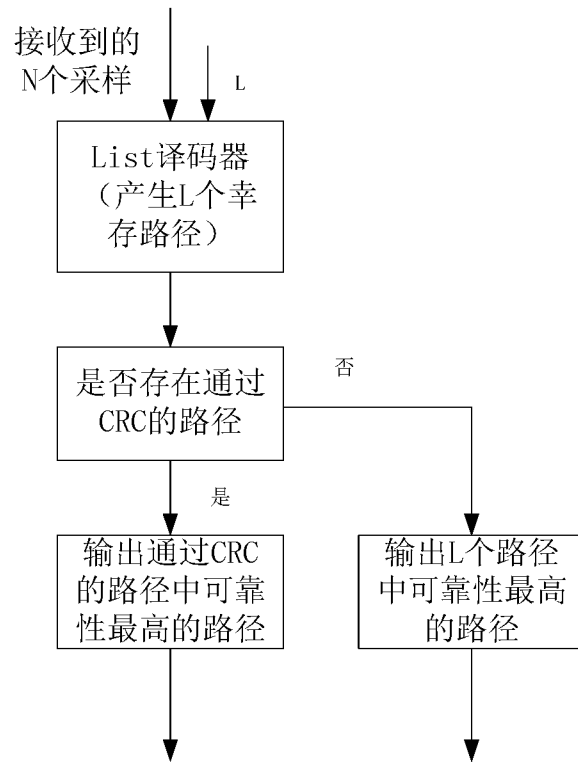 接收到的
N个采样
L
List译码器
（产生L个幸
存路径）
是否存在通过
CRC的路径
否
是
输出通过CRC
的路径中可靠
性最高的路径
输出L个路径
中可靠性最高
的路径